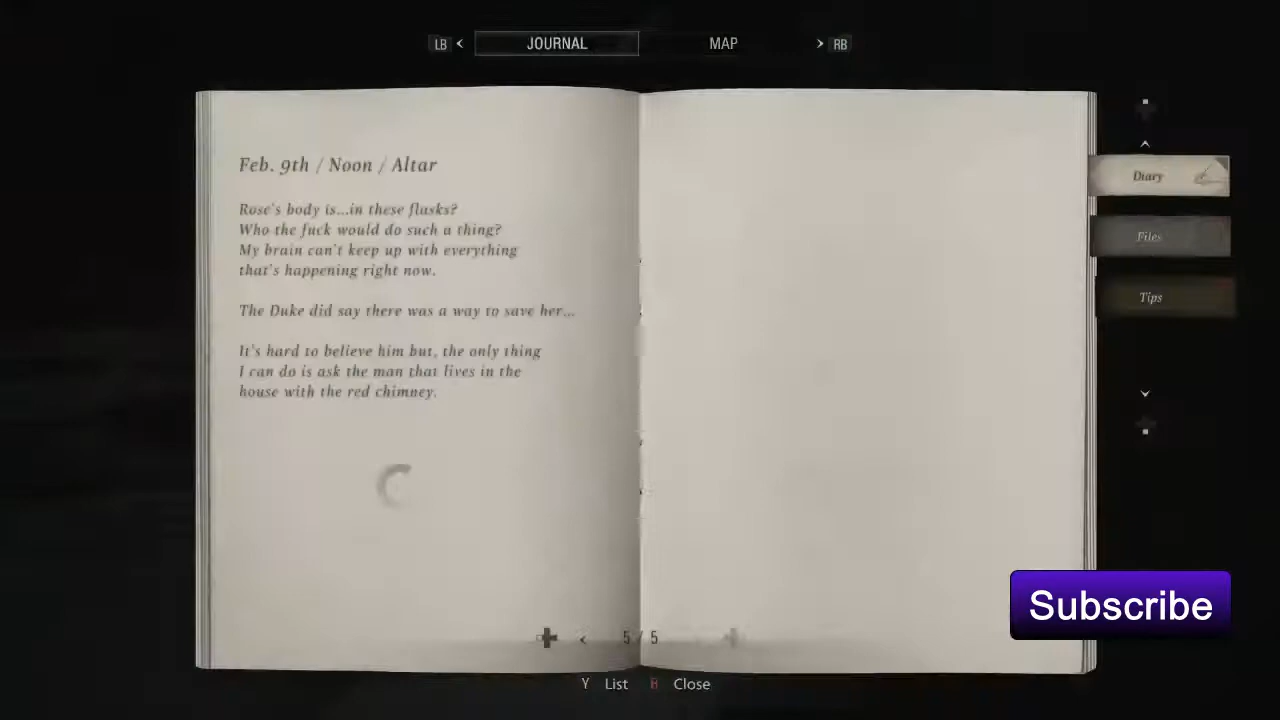 LB < JOURNAL MAP > RB
Feb. 9th / Noon / Altar
Rose's body is...in these flasks?
Who the fuck would do such a thing?
My brain can't keep up with everything
that's happening right now.
The Duke did say there was a way to save her...
It's hard to believe him but, the only thing
I can do is ask the man that lives in the
house with the red chimney.
Diary
Files
Tips
Subscribe
< 5 / 5
Y List B Close